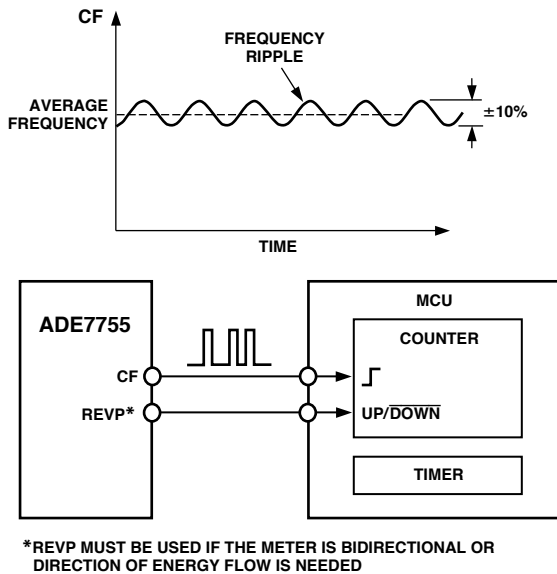 CF
FREQUENCY
RIPPLE
AVERAGE
FREQUENCY
±10%
TIME
MCU
ADE7755
COUNTER
CF
REVP*
UP/DOWN
TIMER
*REVP MUST BE USED IF THE METER IS BIDIRECTIONAL OR
DIRECTION OF ENERGY FLOW IS NEEDED